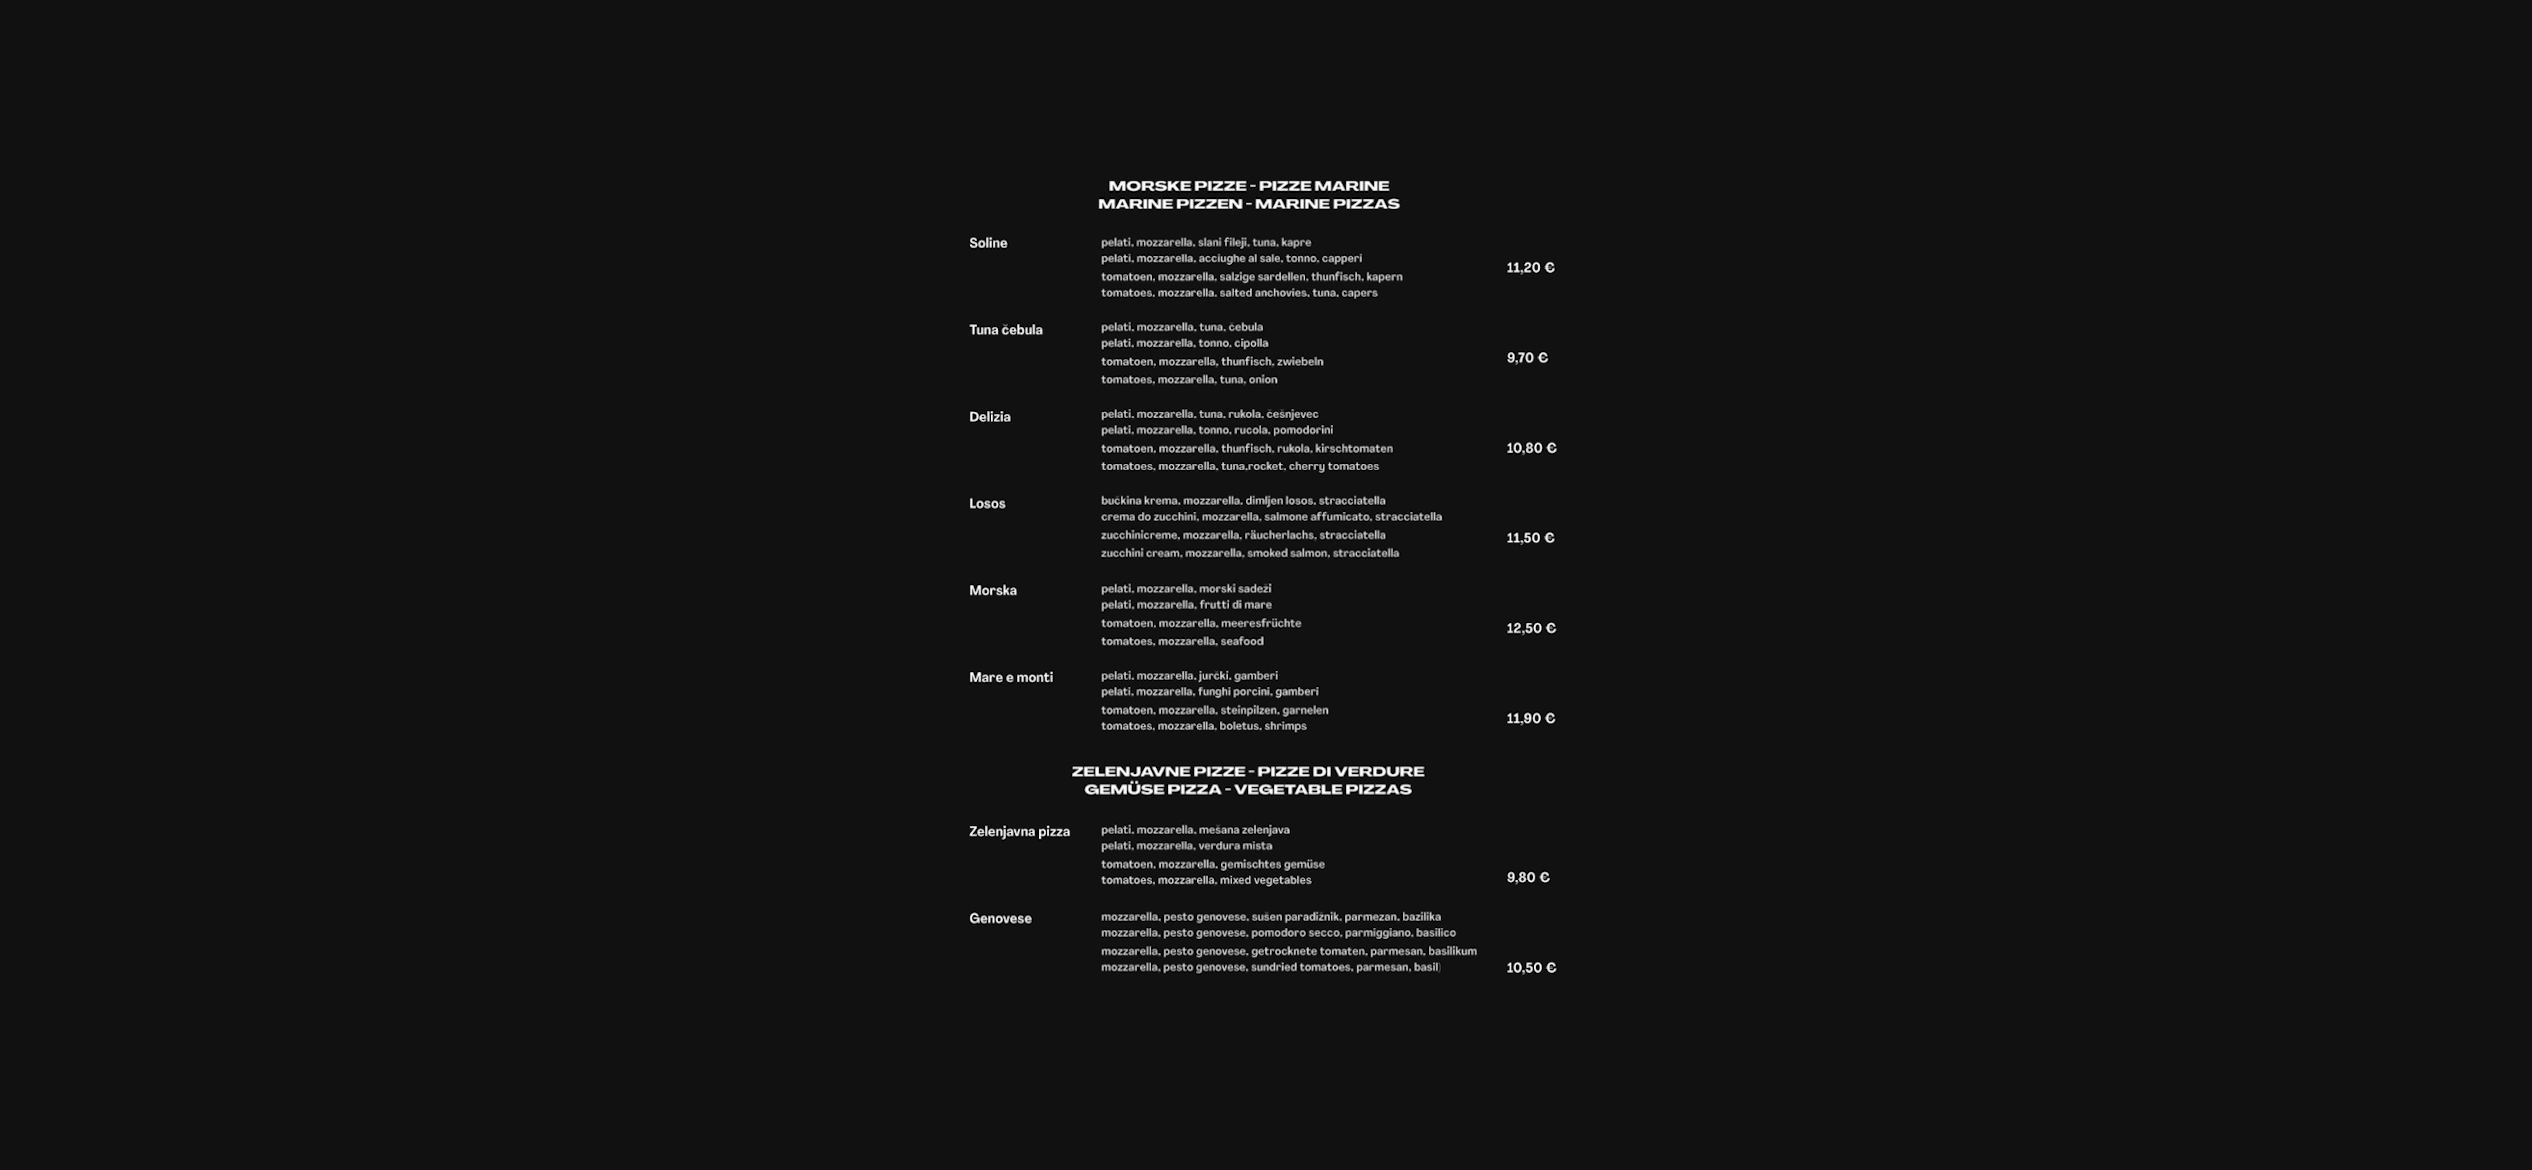 MORSKE PIZZE - PIZZE MARINE
MARINE PIZZEN - MARINE PIZZAS
Soline
pelati, mozzarella, slani fileji, tuna, kapre
pelati, mozzarella, acciughe al sale, tonno, capperi
tomatoen, mozzarella, salzige sardellen, thunfisch, kapern
tomatoes, mozzarella, salted anchovies, tuna, capers
11,20 €
Tuna čebula
pelati, mozzarella, tuna, čebula
pelati, mozzarella, tonno, cipolla
tomatoen, mozzarella, thunfisch, zwiebeln
tomatoes, mozzarella, tuna, onion
9,70 €
Delizia
pelati, mozzarella, tuna, rukola, češnjevec
pelati, mozzarella, tonno, rucola, pomodorini
tomatoen, mozzarella, thunfisch, rukola, kirschtomaten
tomatoes, mozzarella, tuna,rocket, cherry tomatoes
10,80 €
Losos
bučkina krema, mozzarella, dimljen losos, stracciatella
crema do zucchini, mozzarella, salmone affumicato, stracciatella
zucchinicreme, mozzarella, räucherlachs, stracciatella
zucchini cream, mozzarella, smoked salmon, stracciatella
11,50 €
Morska
pelati, mozzarella, morski sadeži
pelati, mozzarella, frutti di mare
tomatoen, mozzarella, meeresfrüchte
tomatoes, mozzarella, seafood
12,50 €
Mare e monti
pelati, mozzarella, jurčki, gamberi
pelati, mozzarella, funghi porcini, gamberi
tomatoen, mozzarella, steinpilzen, garnelen
tomatoes, mozzarella, boletus, shrimps
11,90 €
ZELENJAVNE PIZZE - PIZZE DI VERDURE
GEMÜSE PIZZA - VEGETABLE PIZZAS
Zelenjavna pizza
pelati, mozzarella, mešana zelenjava
pelati, mozzarella, verdura mista
tomatoen, mozzarella, gemischtes gemüse
tomatoes, mozzarella, mixed vegetables
9,80 €
Genovese
mozzarella, pesto genovese, sušen paradižnik, parmezan, bazilika
mozzarella, pesto genovese, pomodoro secco, parmiggiano, basilico
mozzarella, pesto genovese, getrocknete tomaten, parmesan, basilikum
mozzarella, pesto genovese, sundried tomatoes, parmesan, basil)
10,50 €